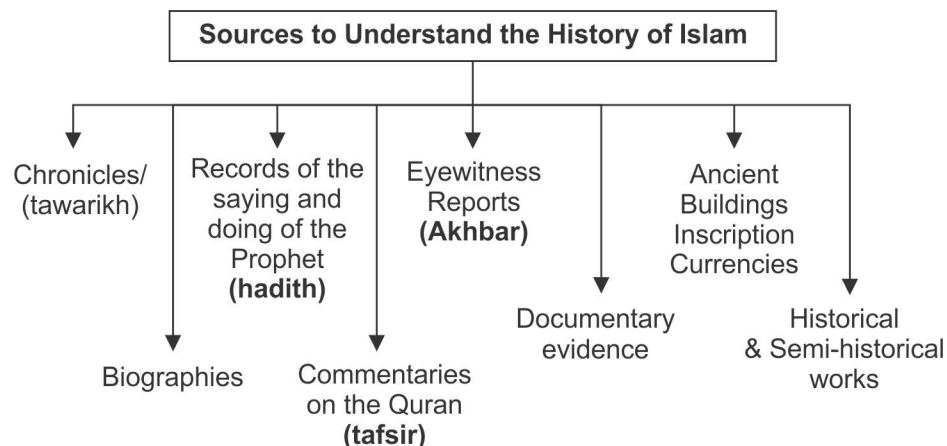 Sources to Understand the History of Islam
Chronicles/
(tawarikh)
Biographies
Records of the
saying and
doing of the
Prophet
(hadith)
Commentaries
on the Quran
(tafsir)
Eyewitness
Reports
(Akhbar)
Documentary
evidence
Ancient
Buildings
Inscription
Currencies
Historical
& Semi-historical
works